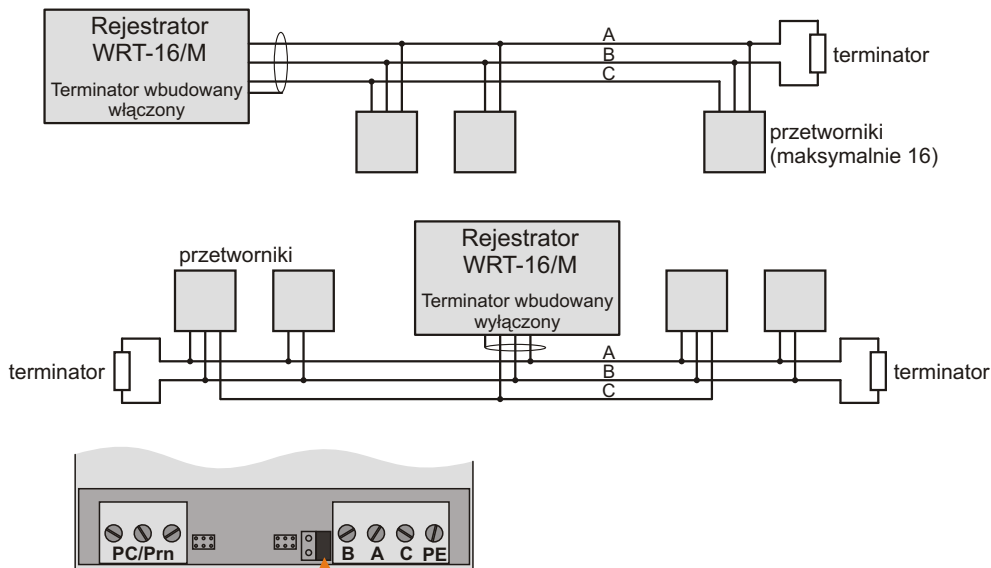 Rejestrator
WRT-16/M
Terminator wbudowany
włączony
A
B
C
terminator
przetworniki
(maksymalnie 16)
przetworniki
Rejestrator
WRT-16/M
Terminator wbudowany
wyłączony
terminator
A
B
C
terminator
PC/Prn
B A C PE